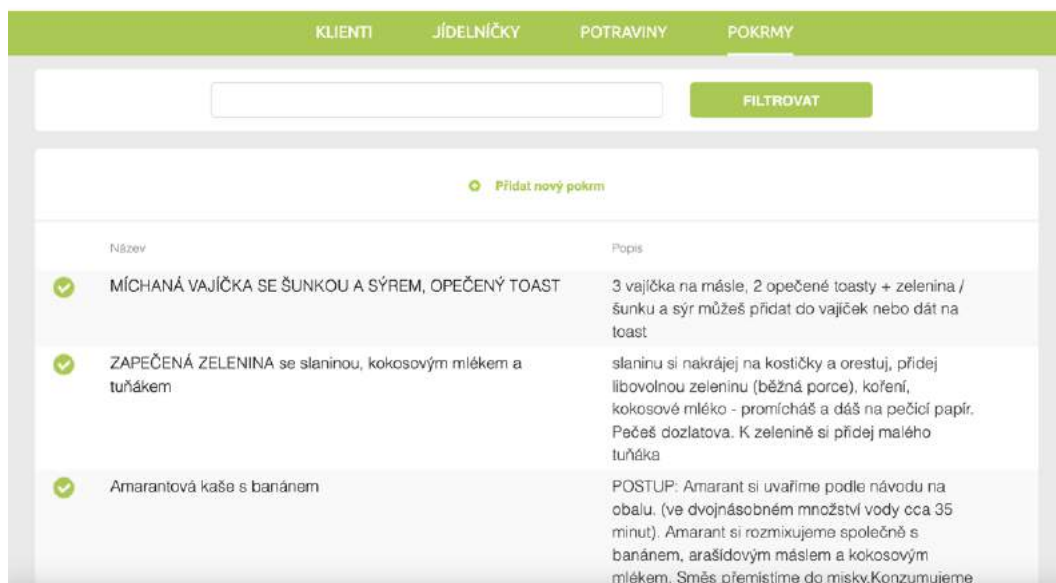 KLIENTI JÍDELNÍČKY POTRAVINY POKRMY
FILTROVAT
Přidat nový pokrm
Název Popis
MÍCHANÁ VAJÍČKA SE ŠUNKOU A SÝREM, OPEČENÝ TOAST
3 vajíčka na másle, 2 opečené toasty + zelenina /
šunku a sýr můžeš přidat do vajíček nebo dát na
toast
ZAPEČENÁ ZELENINA se slaninou, kokosovým mlékem a
tuňákem
slaninu si nakrájej na kostičky a orestuj, přidej
libovolnou zeleninu (běžná porce), koření,
kokosové mléko - promícháš a dáš na pečicí papír.
Pečeš dozlatova. K zelenině si přidej malého
tuňáka
Amarantová kaše s banánem
POSTUP: Amarant si uvaříme podle návodu na
obalu. (ve dvojnásobném množství vody cca 35
minut). Amarant si rozmixujeme společně s
banánem, arašídovým máslem a kokosovým
mlékem. Směs přemístíme do misky.Konzumujeme